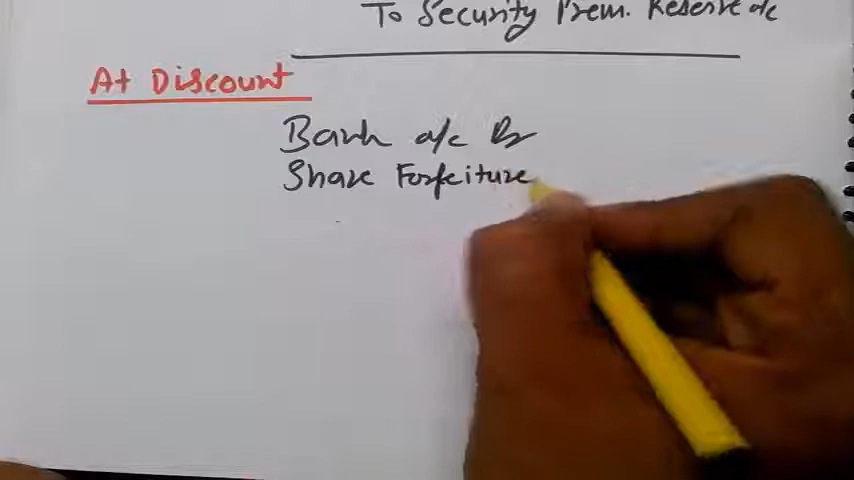 To Security Prem. Reserve a/c
At Discount
Bank a/c Dr
Share Forfeiture